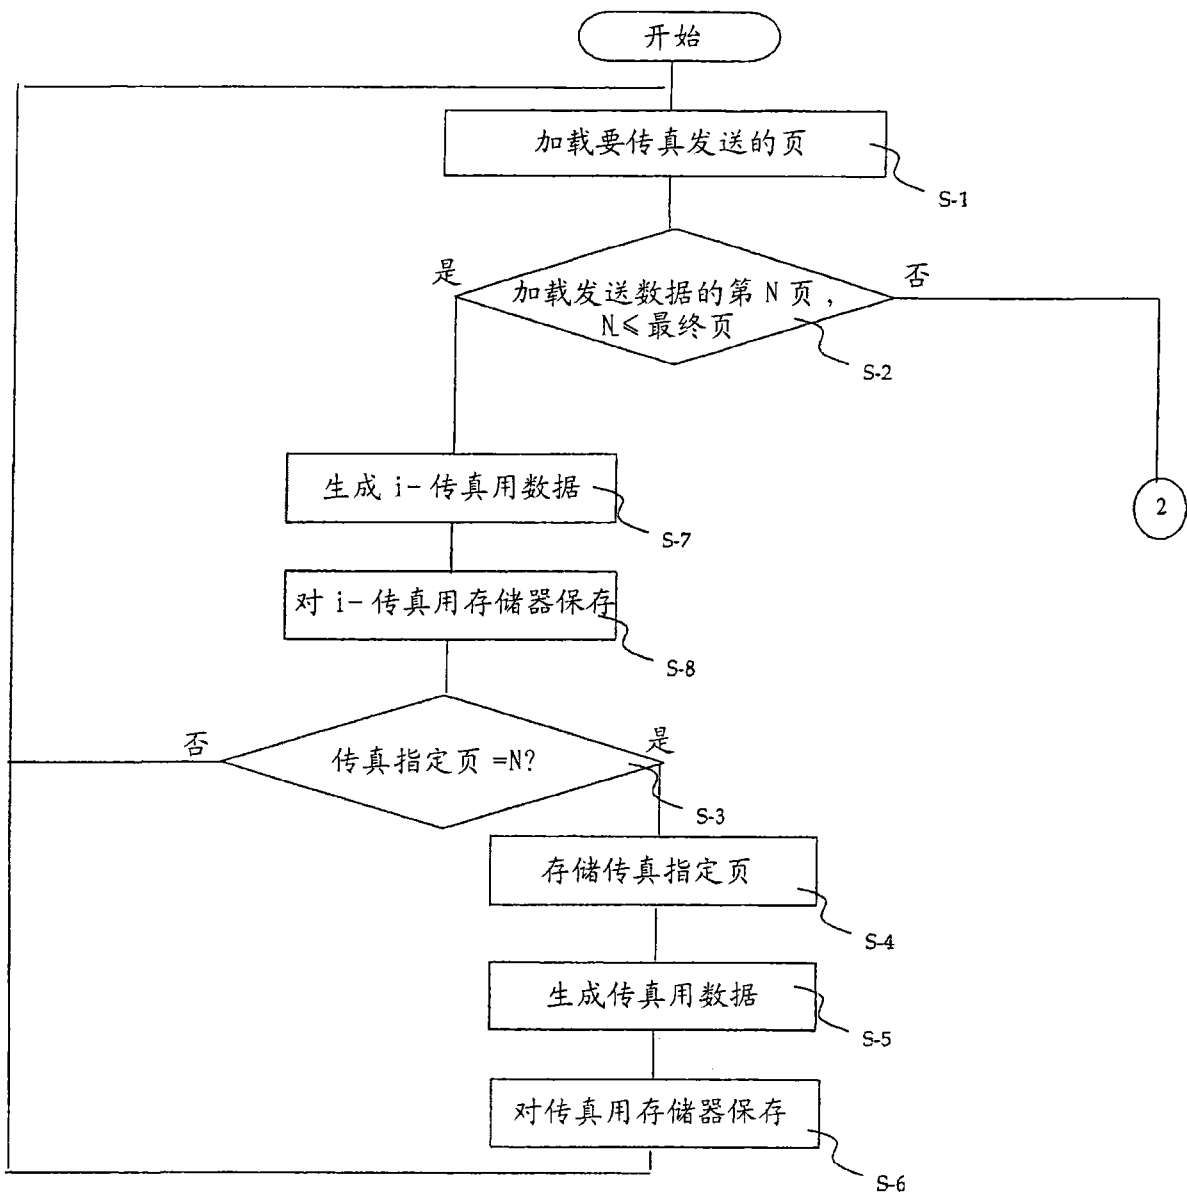 开始
加载要传真发送的页
S-1
是
否
加载发送数据的第 N 页，
N≤最终页
S-2
生成 i-传真用数据
2
S-7
对 i-传真用存储器保存
S-8
否
是
传真指定页 =N?
S-3
存储传真指定页
S-4
生成传真用数据
S-5
对传真用存储器保存
S-6